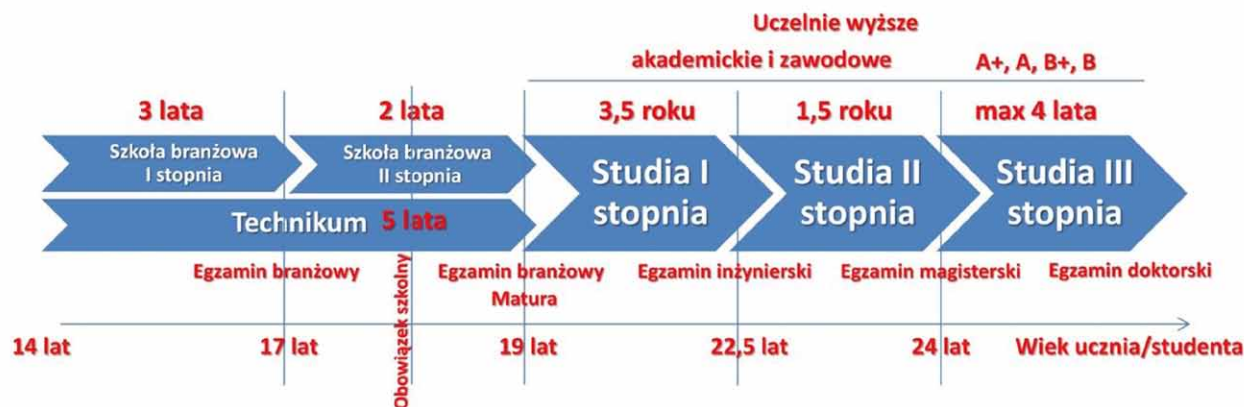 Uczelnie wyższe
akademickie i zawodowe
A+, A, B+, B
3 lata
2 lata
3,5 roku
1,5 roku
max 4 lata
Szkoła branżowa
I stopnia
Szkoła branżowa
II stopnia
Studia I
stopnia
Studia II
stopnia
Studia III
stopnia
Technikum 5 lata
Egzamin branżowy
Obowiązek szkolny
Egzamin branżowy
Matura
Egzamin inżynierski
Egzamin magisterski
Egzamin doktorski
14 lat
17 lat
19 lat
22,5 lat
24 lat
Wiek ucznia/studenta